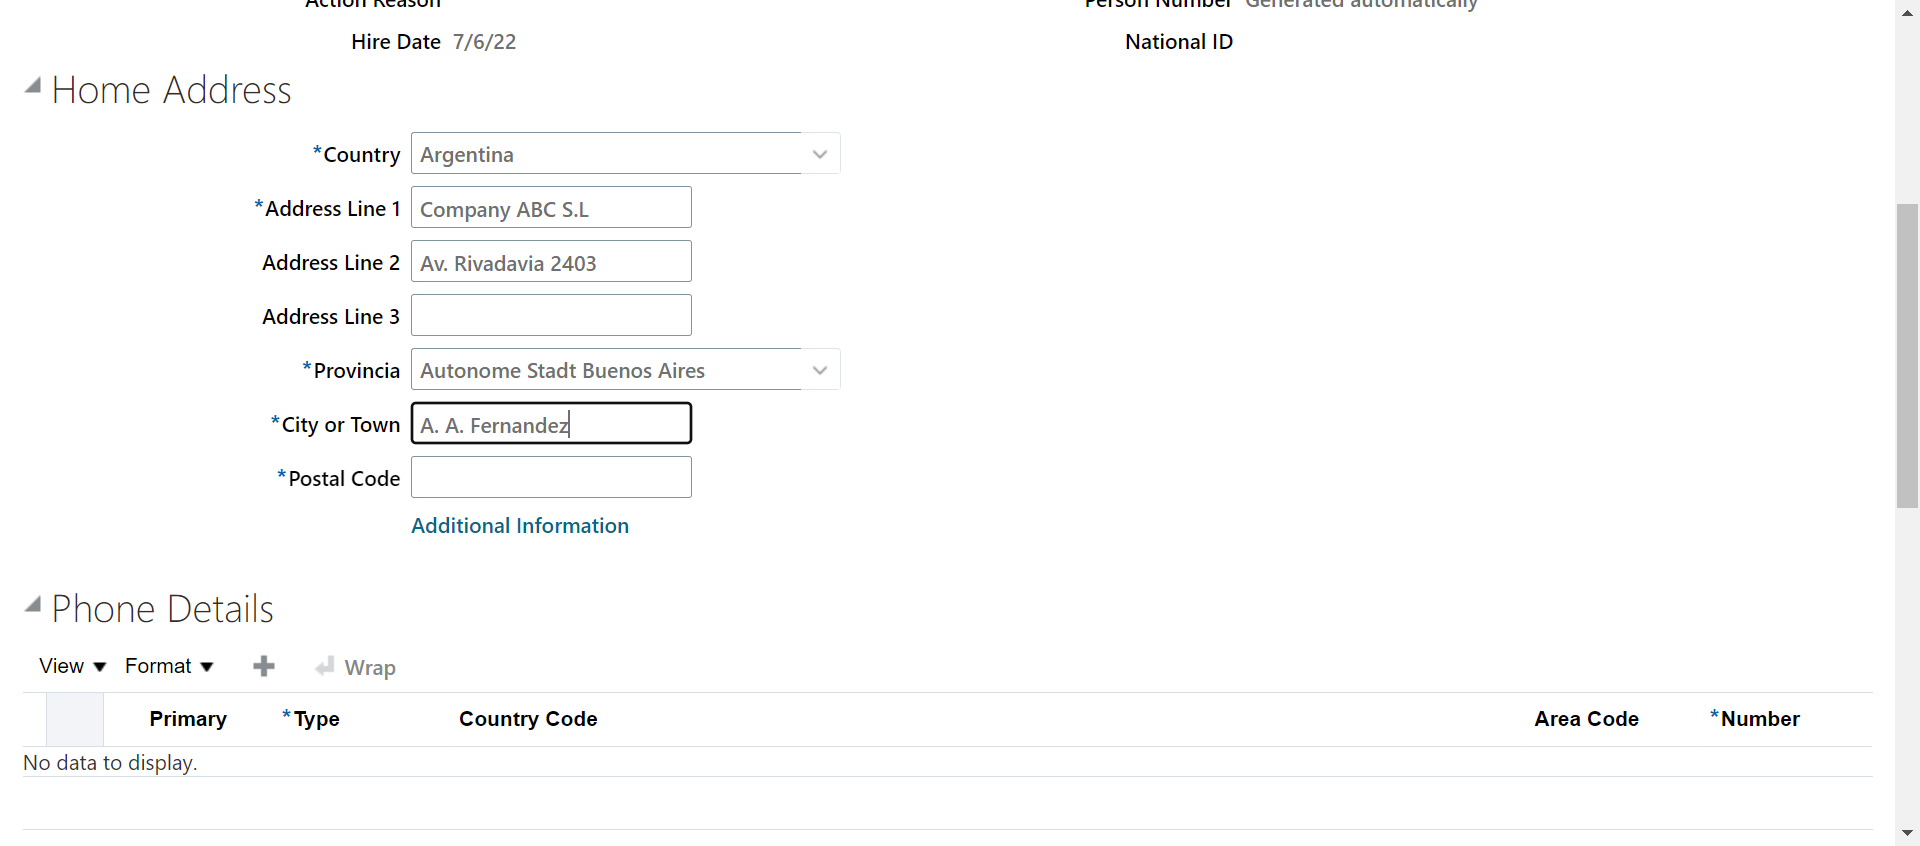 Action Reason
Person Number Generated automatically
Hire Date 7/6/22
National ID
Home Address
*Country Argentina
*Address Line 1 Company ABC S.L
Address Line 2 Av. Rivadavia 2403
Address Line 3
*Provincia Autonome Stadt Buenos Aires
*City or Town A. A. Fernandez
*Postal Code
Additional Information
Phone Details
View Format Wrap
Primary *Type Country Code Area Code *Number
No data to display.